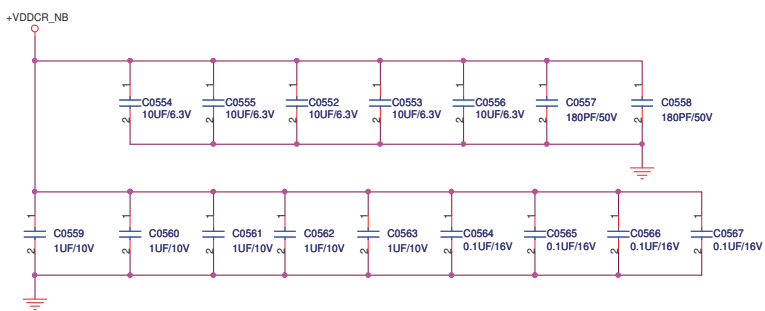 +VDDCR_NB
1 1 1 1 1 1 1
C0554 C0555 C0552 C0553 C0556 C0557 C0558
10UF/6.3V 10UF/6.3V 10UF/6.3V 10UF/6.3V 10UF/6.3V 180PF/50V 180PF/50V
2 2 2 2 2 2 2
1 1 1 1 1 1 1 1 1
C0559 C0560 C0561 C0562 C0563 C0564 C0565 C0566 C0567
1UF/10V 1UF/10V 1UF/10V 1UF/10V 1UF/10V 0.1UF/16V 0.1UF/16V 0.1UF/16V 0.1UF/16V
2 2 2 2 2 2 2 2 2